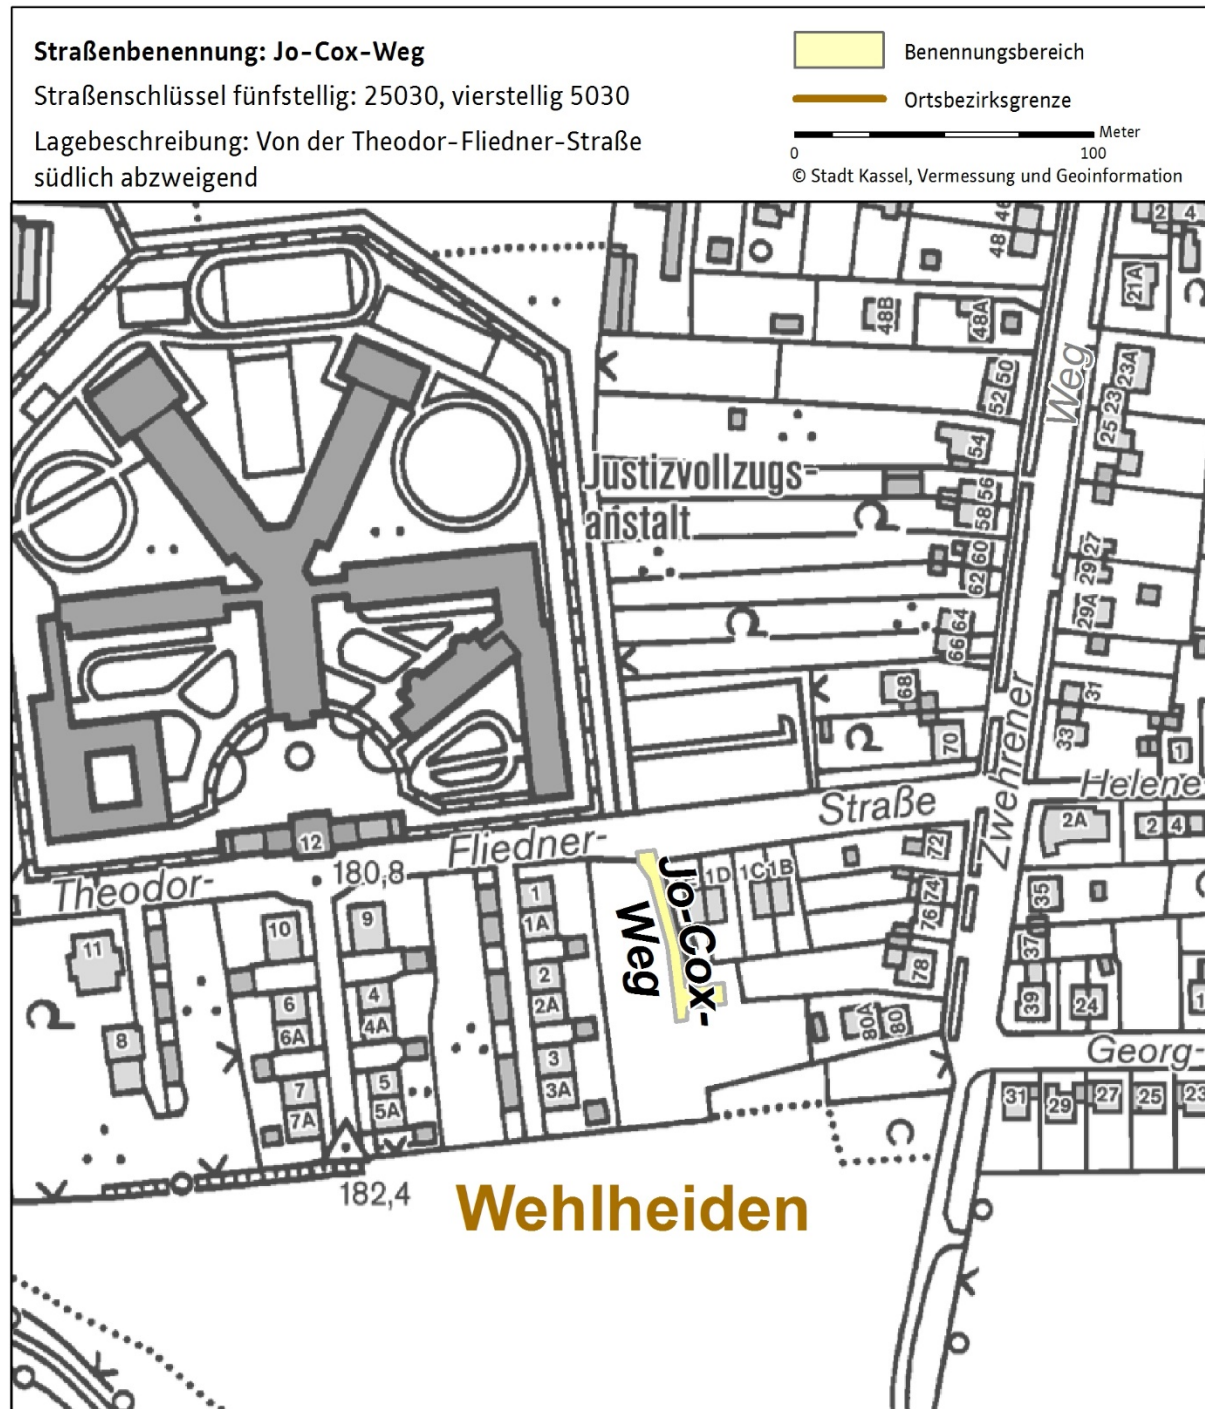 Straßenbenennung: Jo-Cox-Weg
Straßenschlüssel fünfstellig: 25030, vierstellig 5030
Lagebeschreibung: Von der Theodor-Fliedner-Straße
südlich abzweigend
Benennungsbereich
Ortsbezirksgrenze
Meter
0 100
© Stadt Kassel, Vermessung und Geoinformation
46
48
2 4
21A
48B
48A
50
52
23A
23
25
Weg
54
Justizvollzugs-
anstalt
56
58
60
62
27
29
29A
64
66
68
70
31
33
1
Zwehrener
Helene
Straße
2A
2 4
72
12
Fliedner-
180,8
Theodor-
1D 1C 1B
Jo-Cox-
Weg
74
76
78
35
37
39
24
1
11
10
9
1
1A
2
2A
6
6A
4
4A
8
3
3A
7
7A
5
5A
80A
80
Georg-
31 29 27 25 23
182,4
Wehlheiden